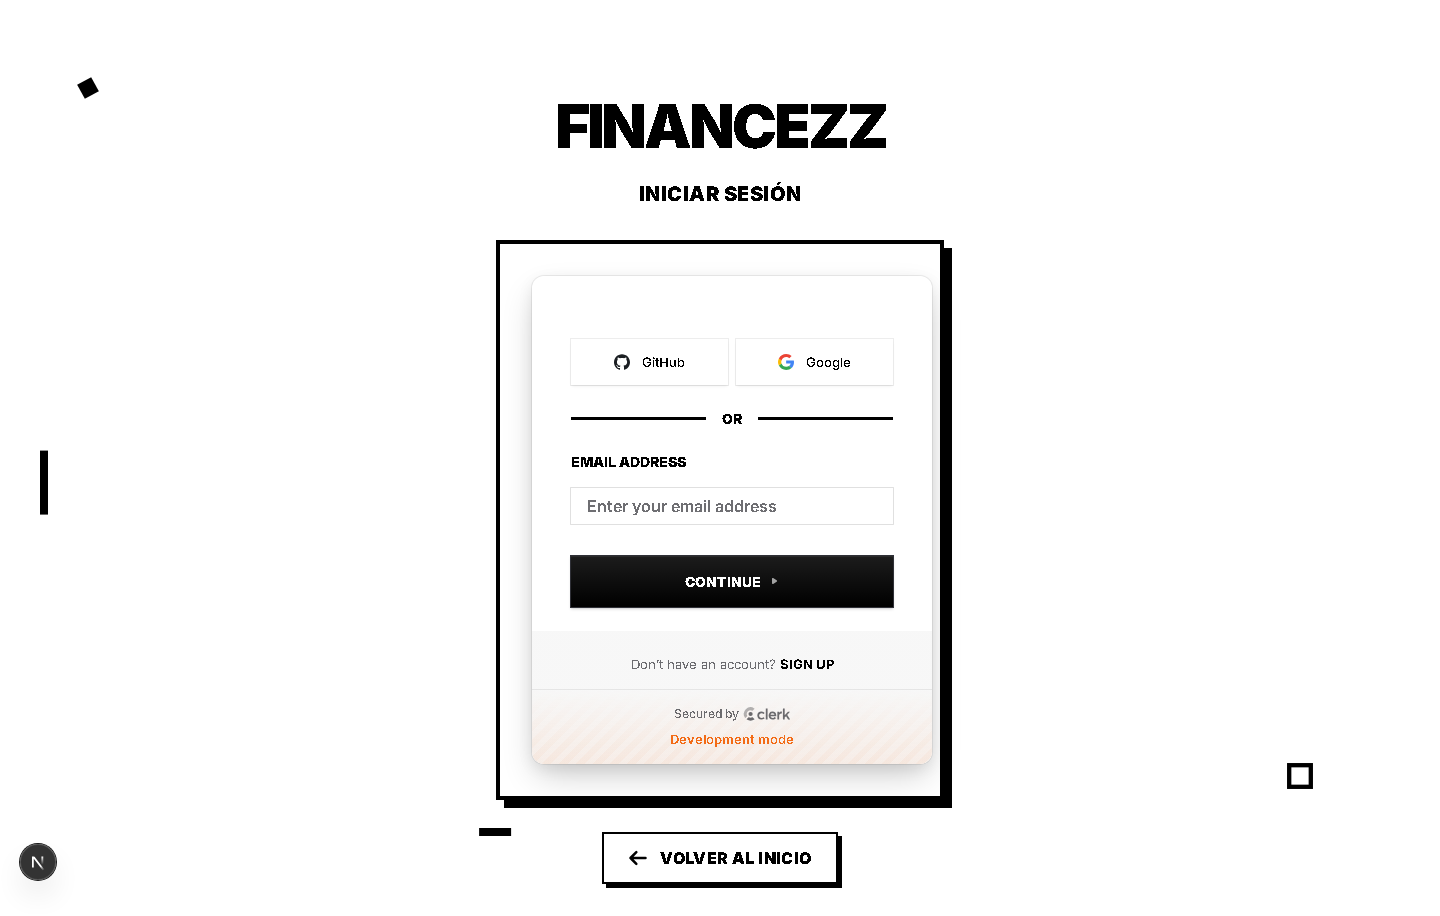 FINANCEZZ
INICIAR SESIÓN
GitHub
Google
OR
EMAIL ADDRESS
Enter your email address
CONTINUE
Don't have an account? SIGN UP
Secured by clerk
Development mode
VOLVER AL INICIO
N